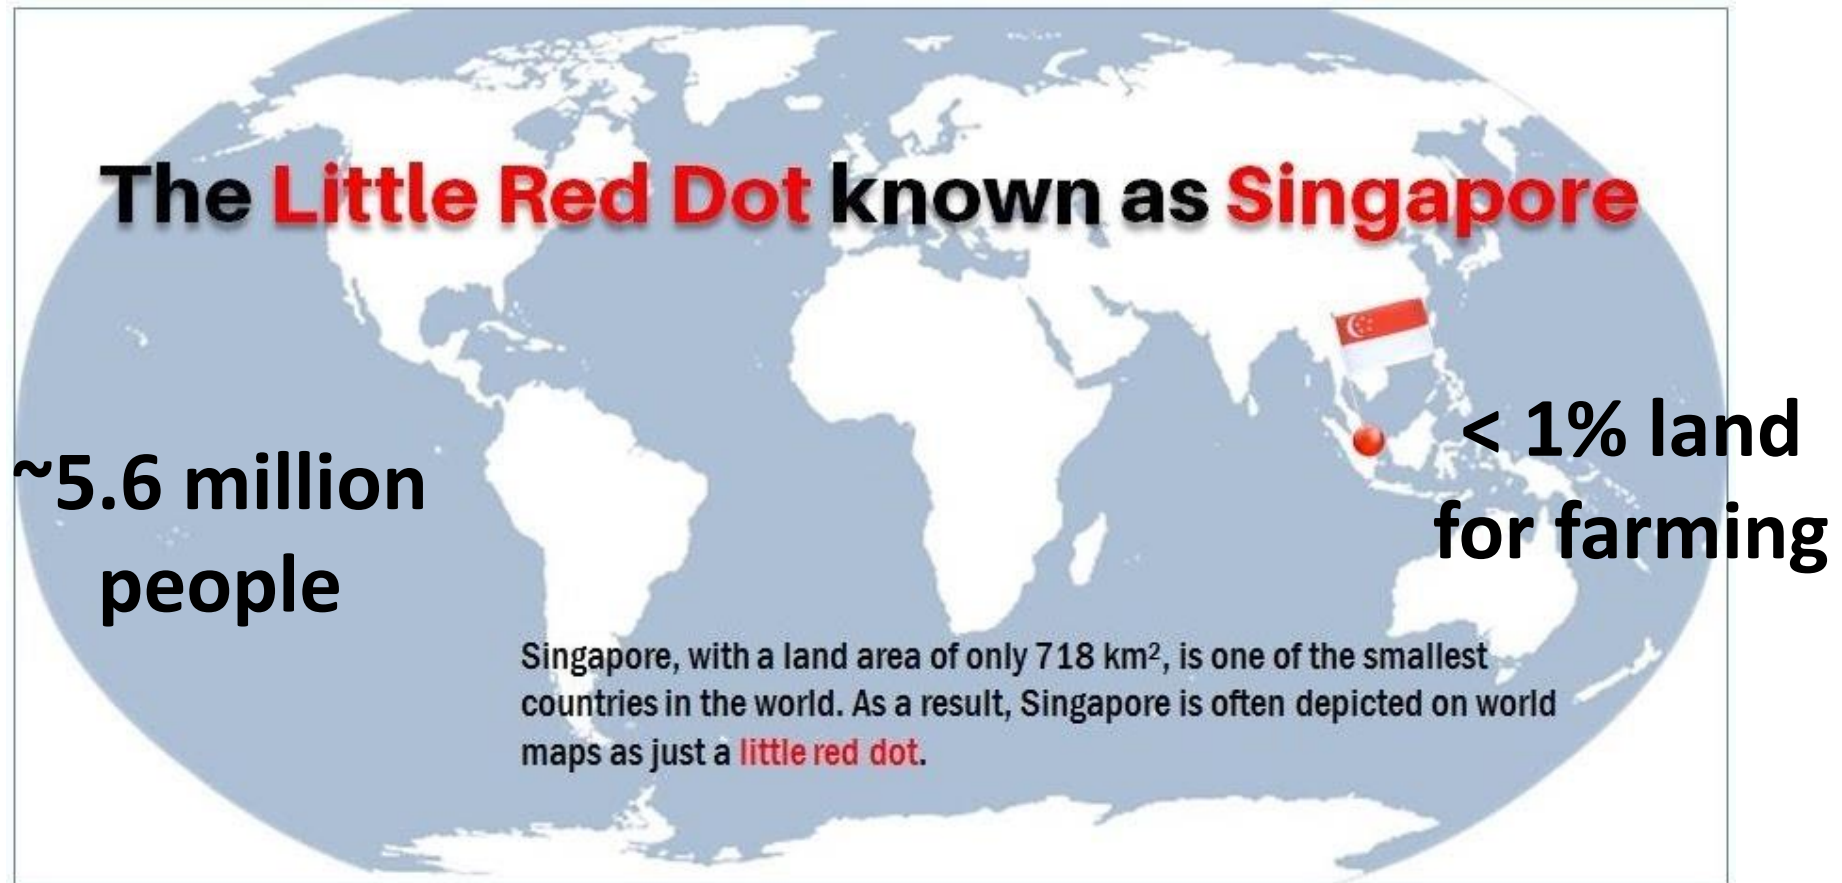 The Little Red Dot known as Singapore
< 1% land
for farming
~5.6 million
people
Singapore, with a land area of only 718 km², is one of the smallest
countries in the world. As a result, Singapore is often depicted on world
maps as just a little red dot.